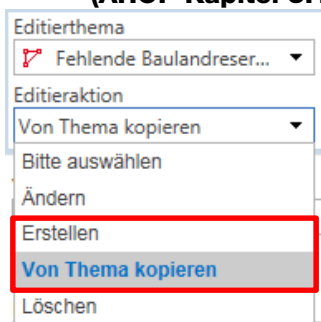 Editierthema
Fehlende Baulandreser...
Editieraktion
Von Thema kopieren
Bitte auswählen
Ändern
Erstellen
Von Thema kopieren
Löschen